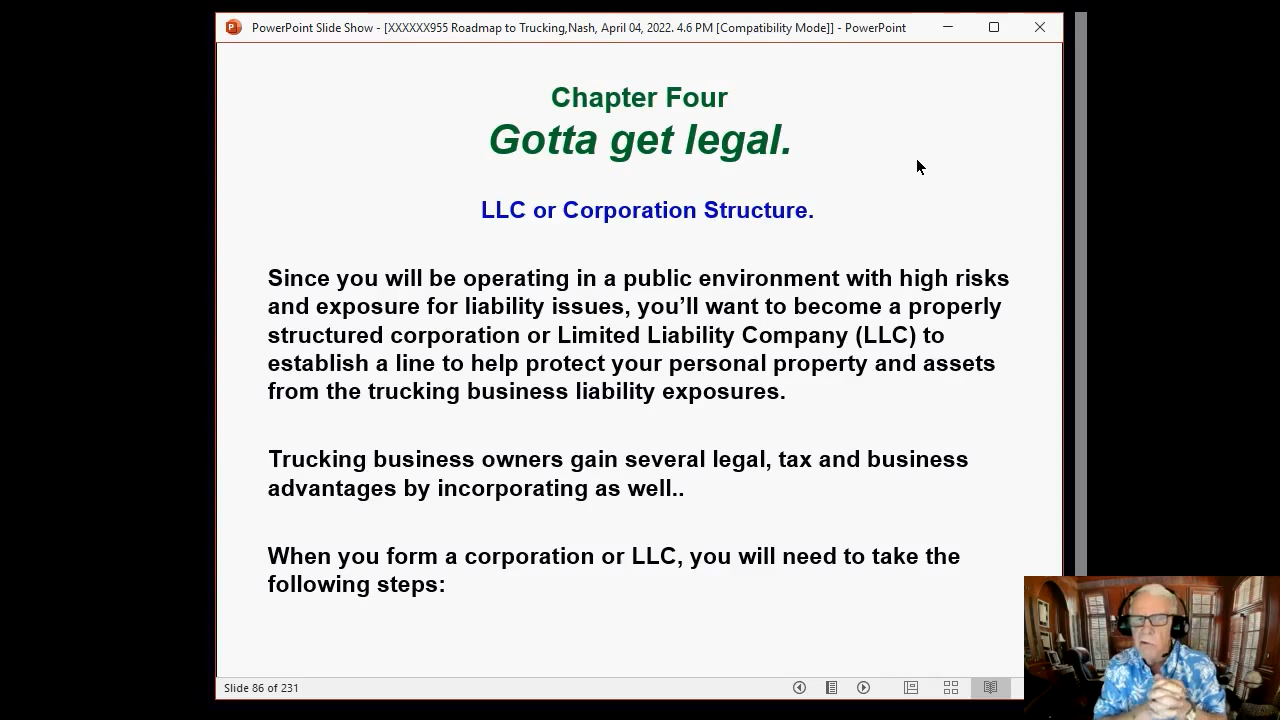 PowerPoint Slide Show - [XXXXXX955 Roadmap to Trucking,Nash, April 04, 2022. 4.6 PM [Compatibility Mode]] - PowerPoint
Chapter Four
Gotta get legal.
LLC or Corporation Structure.
Since you will be operating in a public environment with high risks
and exposure for liability issues, you’ll want to become a properly
structured corporation or Limited Liability Company (LLC) to
establish a line to help protect your personal property and assets
from the trucking business liability exposures.
Trucking business owners gain several legal, tax and business
advantages by incorporating as well..
When you form a corporation or LLC, you will need to take the
following steps:
Slide 86 of 231